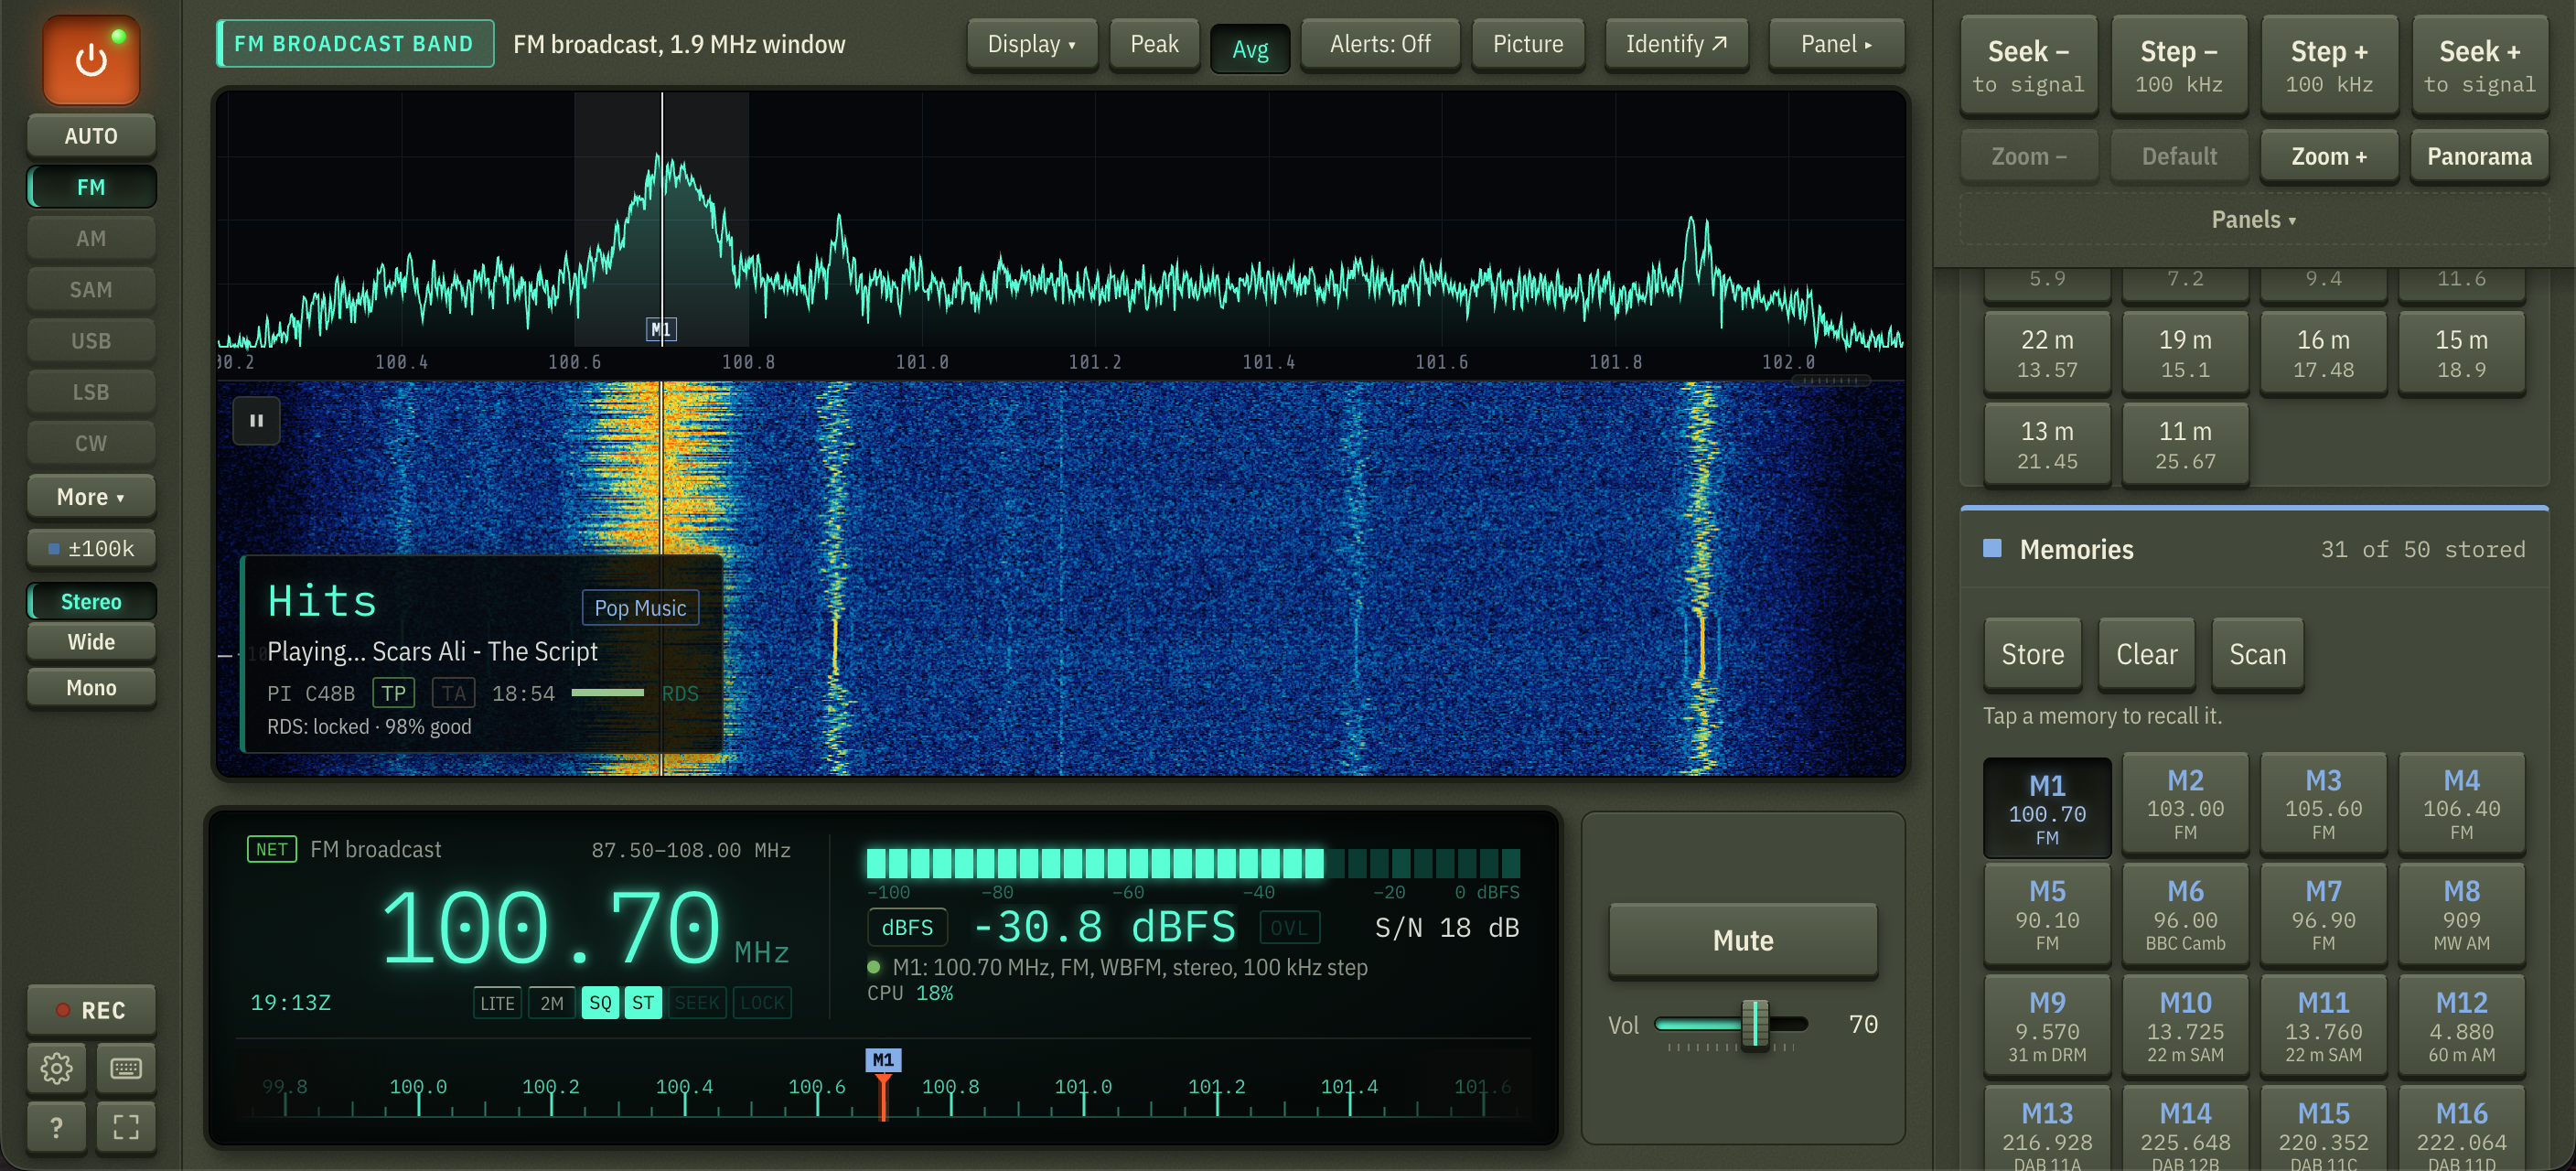 AUTO
FM
AM
SAM
USB
LSB
CW
More ▾
±100k
Stereo
Wide
Mono
REC
?
FM BROADCAST BAND
FM broadcast, 1.9 MHz window
Display ▾
Peak
Avg
Alerts: Off
Picture
Identify ↗
Panel ▸
M1
100.4 100.6 100.8 101.0 101.2 101.4 101.6 101.8 102.0
Hits
Pop Music
Playing... Scars Ali - The Script
PI C48B TP TA 18:54 RDS
RDS: locked · 98% good
NET FM broadcast 87.50–108.00 MHz
100.70 MHz
19:13Z LITE 2M SQ ST SEEK LOCK
−100 −80 −60 −40 −20 0 dBFS
dBFS -30.8 dBFS OVL S/N 18 dB
M1: 100.70 MHz, FM, WBFM, stereo, 100 kHz step
CPU 18%
M1
99.8 100.0 100.2 100.4 100.6 100.8 101.0 101.2 101.4 101.6
Mute
Vol 70
Seek − Step − Step + Seek +
to signal 100 kHz 100 kHz to signal
Zoom − Default Zoom + Panorama
Panels ▾
5.9 7.2 9.4 11.6
22 m 19 m 16 m 15 m
13.57 15.1 17.48 18.9
13 m 11 m
21.45 25.67
Memories 31 of 50 stored
Store Clear Scan
Tap a memory to recall it.
M1 M2 M3 M4
100.70 103.00 105.60 106.40
FM FM FM FM
M5 M6 M7 M8
90.10 96.00 96.90 909
FM BBC Camb FM MW AM
M9 M10 M11 M12
9.570 13.725 13.760 4.880
31 m DRM 22 m SAM 22 m SAM 60 m AM
M13 M14 M15 M16
216.928 225.648 220.352 222.064
DAB 11A DAB 12B DAB 11C DAB 11D